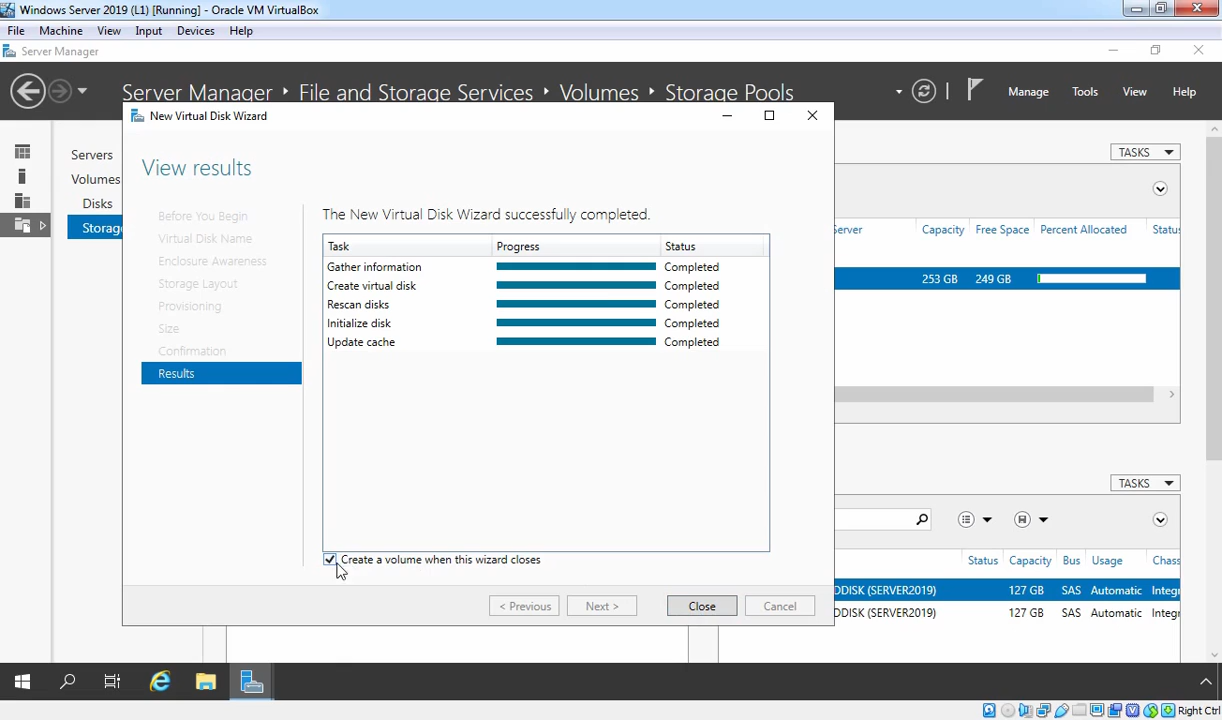 Windows Server 2019 (L1) [Running] - Oracle VM VirtualBox
File Machine View Input Devices Help
Server Manager
Server Manager File and Storage Services Volumes Storage Pools
Manage Tools View Help
New Virtual Disk Wizard
Servers
Volumes
Disks
Storag
View results
Before You Begin
Virtual Disk Name
Enclosure Awareness
Storage Layout
Provisioning
Size
Confirmation
Results
The New Virtual Disk Wizard successfully completed.
Task Progress Status
Gather information Completed
Create virtual disk Completed
Rescan disks Completed
Initialize disk Completed
Update cache Completed
Create a volume when this wizard closes
< Previous Next > Close Cancel
TASKS
Server Capacity Free Space Percent Allocated Status
253 GB 249 GB
TASKS
Status Capacity Bus Usage Chass
ODISK (SERVER2019) 127 GB SAS Automatic Integ
ODISK (SERVER2019) 127 GB SAS Automatic Integ
Right Ctrl